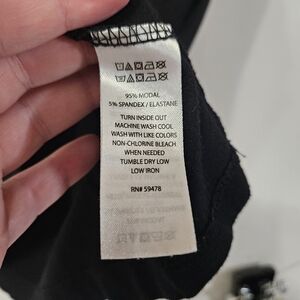 95% MODAL
5% SPANDEX / ELASTANE
TURN INSIDE OUT
MACHINE WASH COOL
WASH WITH LIKE COLORS
NON-CHLORINE BLEACH
WHEN NEEDED
TUMBLE DRY LOW
LOW IRON
RN# 59478